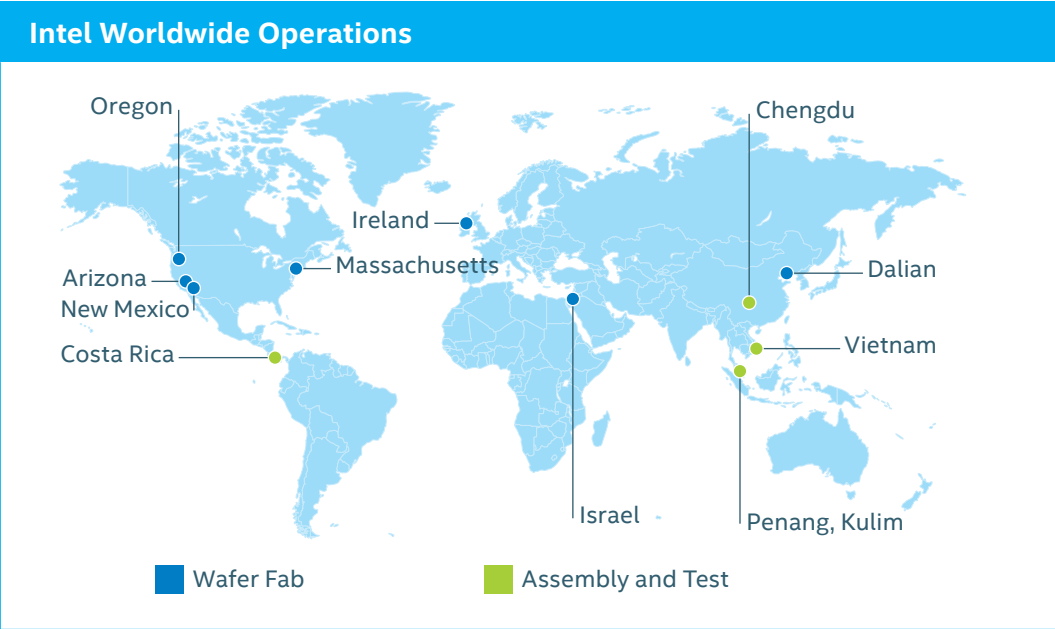 Intel Worldwide Operations
Oregon
Chengdu
Ireland
Massachusetts
Dalian
Arizona
New Mexico
Costa Rica
Vietnam
Israel
Penang, Kulim
Wafer Fab
Assembly and Test